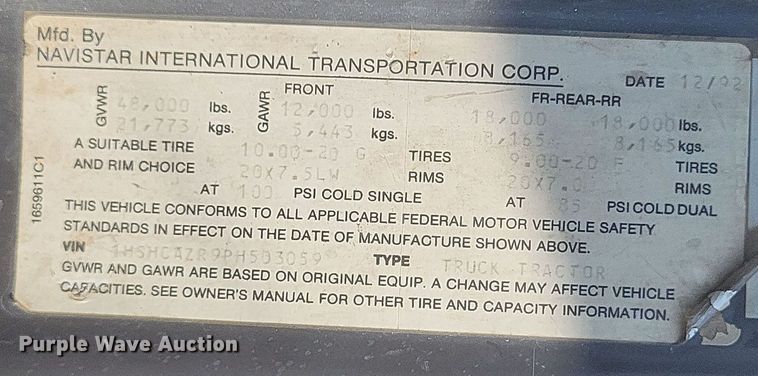 Mfd. By
NAVISTAR INTERNATIONAL TRANSPORTATION CORP. DATE 12/92
GVWR 48,000 lbs. GAWR FRONT 12,000 lbs. FR-REAR-RR 18,000 18,000 lbs.
21,773 kgs. 5,443 kgs. 8,165 8,165 kgs.
A SUITABLE TIRE 10.00-20 G TIRES 9.00-20 F TIRES
AND RIM CHOICE 20X7.5LW RIMS 20X7.0 RIMS
AT 100 PSI COLD SINGLE AT 85 PSI COLD DUAL
THIS VEHICLE CONFORMS TO ALL APPLICABLE FEDERAL MOTOR VEHICLE SAFETY
STANDARDS IN EFFECT ON THE DATE OF MANUFACTURE SHOWN ABOVE.
VIN 1HSHCAZR9PH503059 TYPE TRUCK TRACTOR
GVWR AND GAWR ARE BASED ON ORIGINAL EQUIP. A CHANGE MAY AFFECT VEHICLE
CAPACITIES. SEE OWNER'S MANUAL FOR OTHER TIRE AND CAPACITY INFORMATION.
1659611C1
Purple Wave Auction